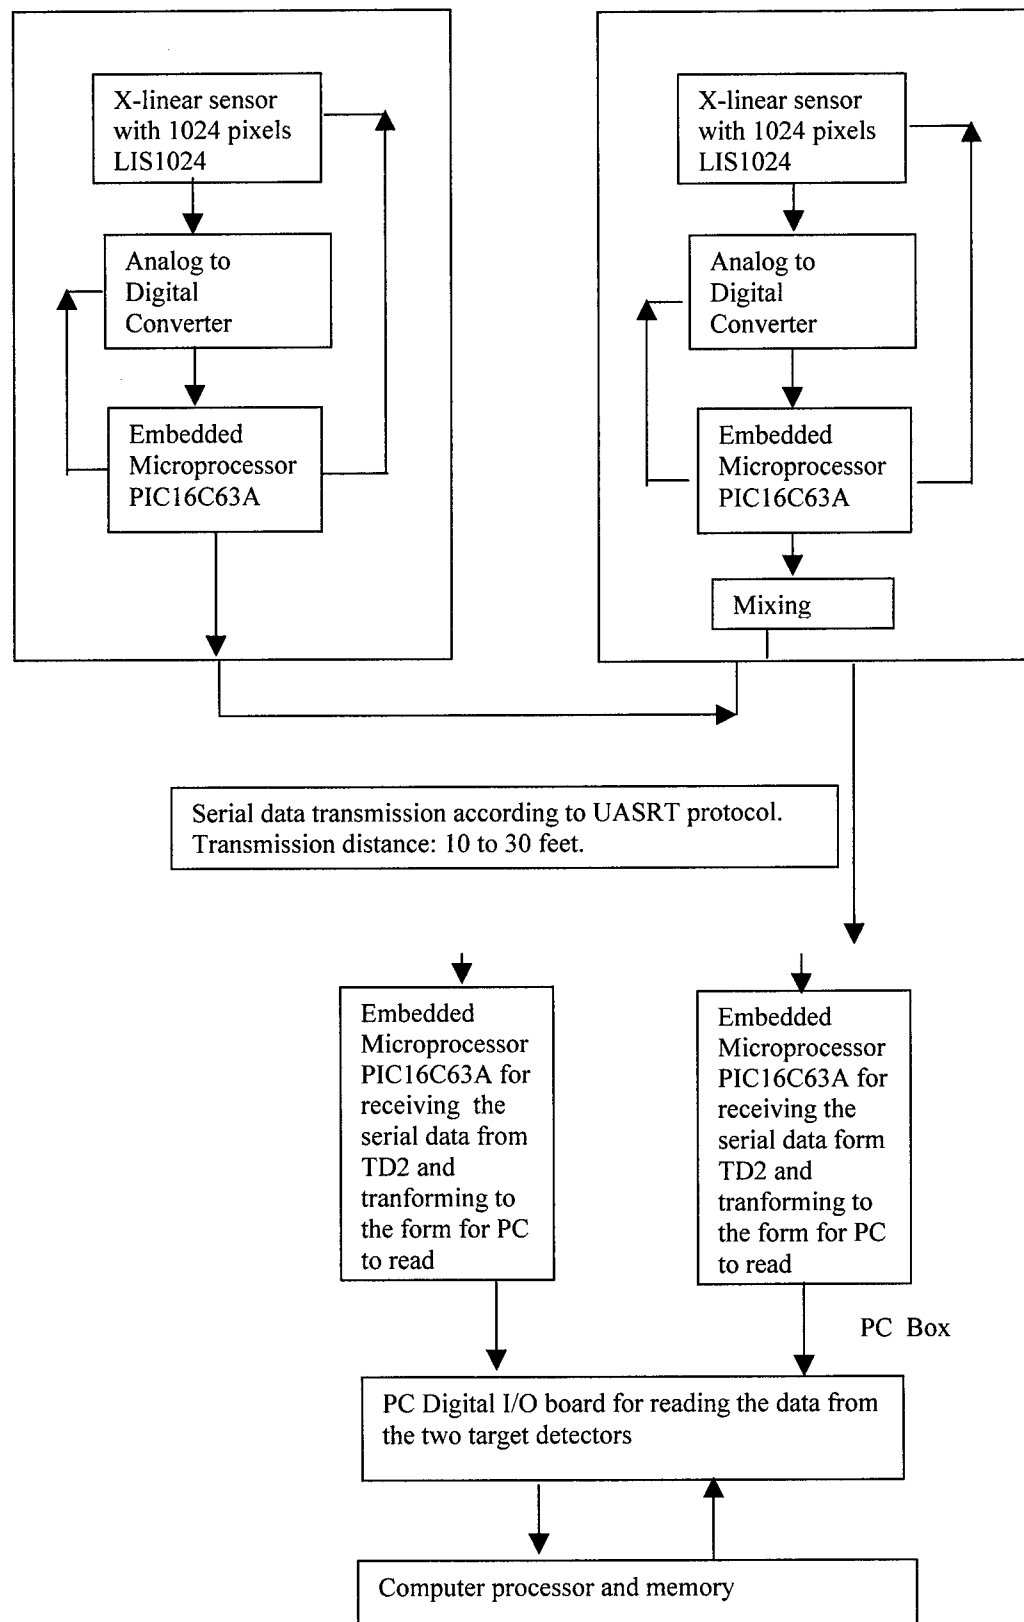 X-linear sensor
with 1024 pixels
LIS1024
Analog to
Digital
Converter
Embedded
Microprocessor
PIC16C63A
X-linear sensor
with 1024 pixels
LIS1024
Analog to
Digital
Converter
Embedded
Microprocessor
PIC16C63A
Mixing
Serial data transmission according to UASRT protocol.
Transmission distance: 10 to 30 feet.
Embedded
Microprocessor
PIC16C63A for
receiving the
serial data from
TD2 and
tranforming to
the form for PC
to read
Embedded
Microprocessor
PIC16C63A for
receiving the
serial data form
TD2 and
tranforming to
the form for PC
to read
PC Box
PC Digital I/O board for reading the data from
the two target detectors
Computer processor and memory